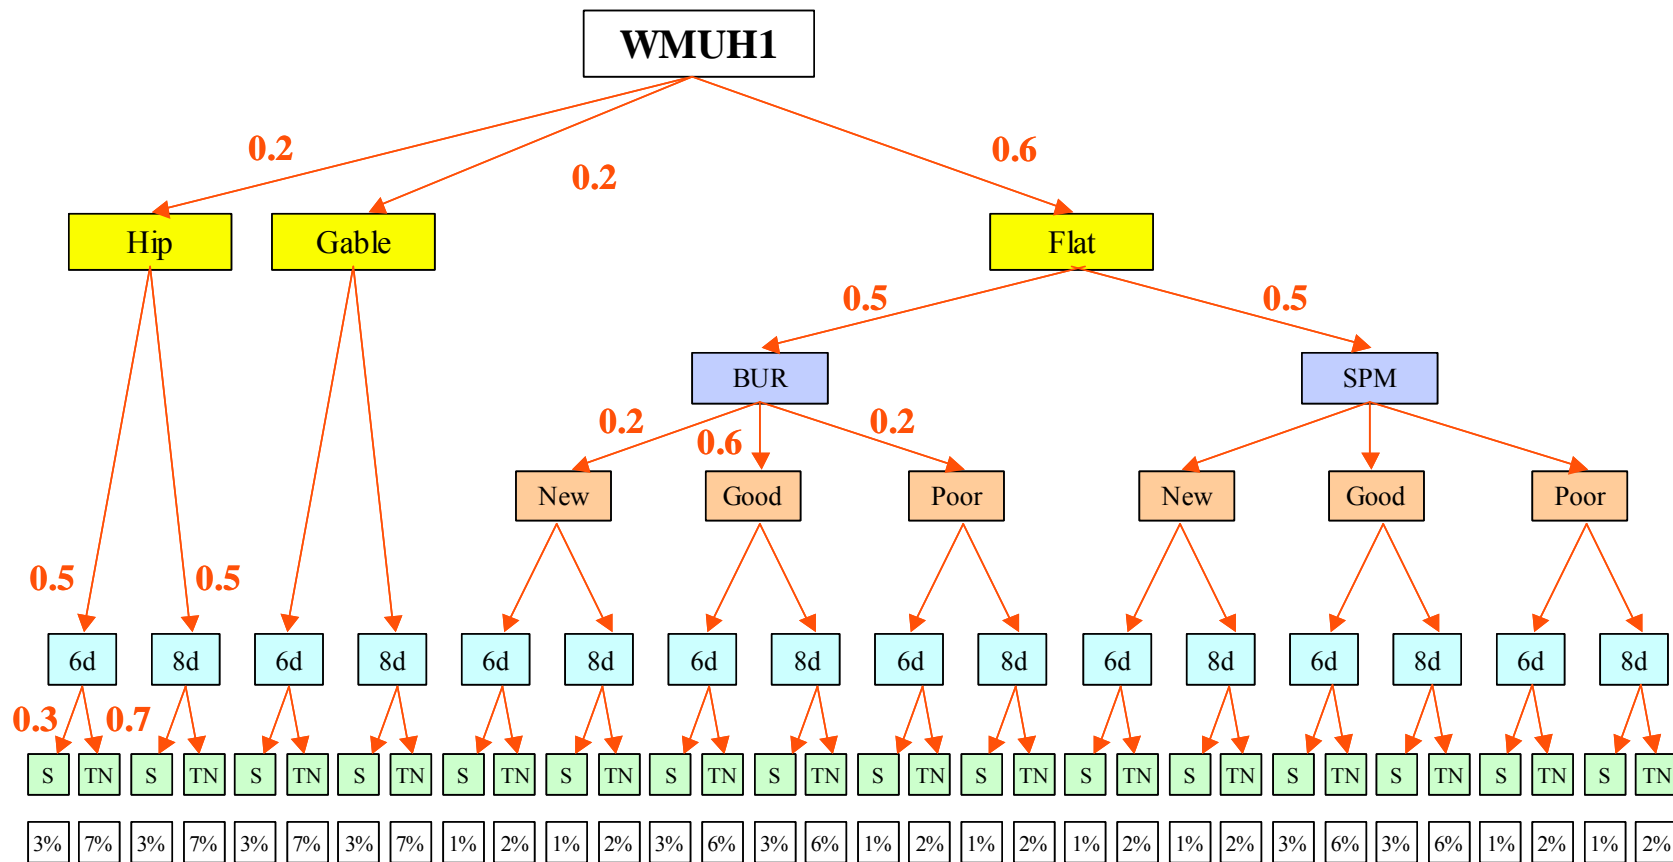 WMUH1
0.2
0.2
0.6
Hip Gable Flat
0.5 0.5
BUR SPM
0.2 0.6 0.2
New Good Poor New Good Poor
0.5 0.5
6d 8d 6d 8d 6d 8d 6d 8d 6d 8d 6d 8d 6d 8d 6d 8d
0.3 0.7
S TN S TN S TN S TN S TN S TN S TN S TN S TN S TN S TN S TN S TN S TN S TN S TN
3% 7% 3% 7% 3% 7% 3% 7% 1% 2% 1% 2% 3% 6% 3% 6% 1% 2% 1% 2% 1% 2% 1% 2% 3% 6% 3% 6% 1% 2% 1% 2%